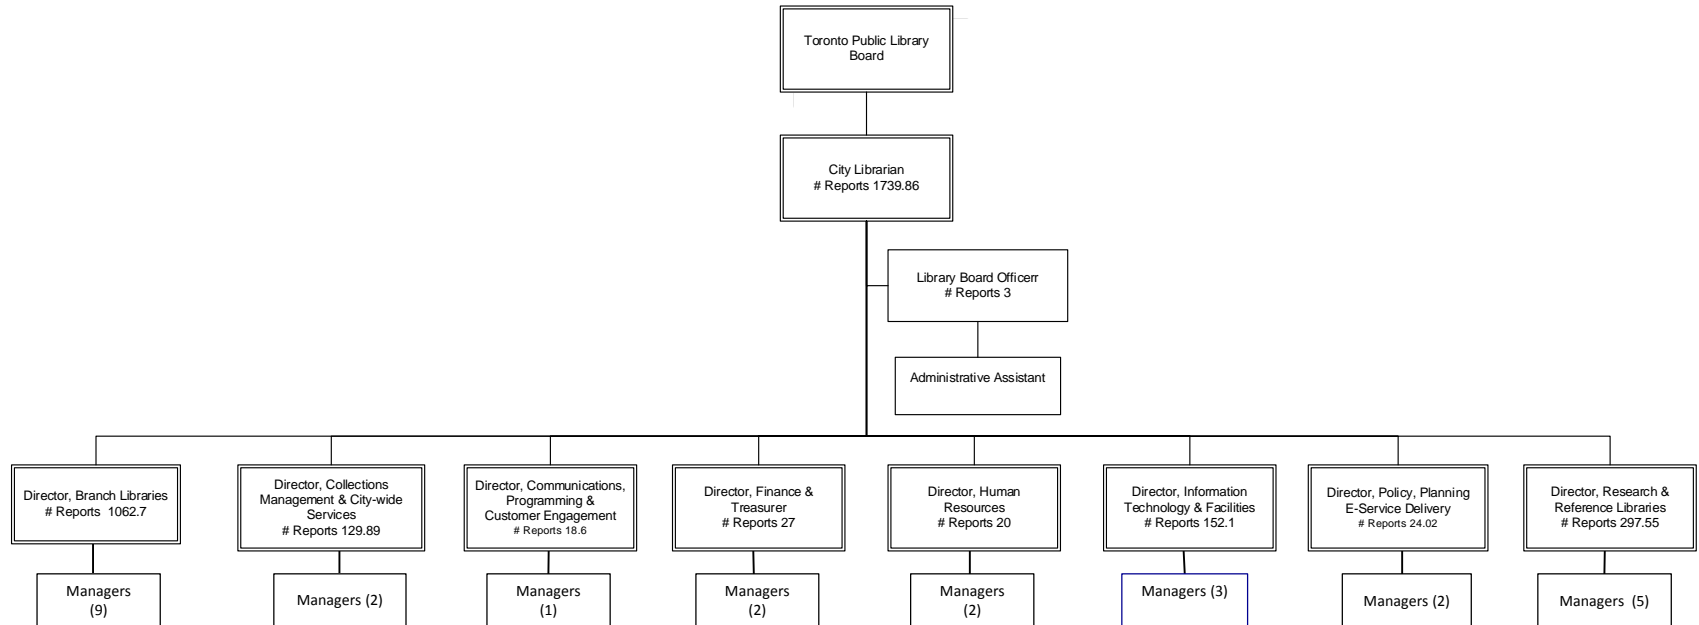 Toronto Public Library
Board
City Librarian
# Reports 1739.86
Library Board Officerr
# Reports 3
Administrative Assistant
Director, Branch Libraries
# Reports 1062.7
Director, Collections
Management & City-wide
Services
# Reports 129.89
Director, Communications,
Programming &
Customer Engagement
# Reports 18.6
Director, Finance &
Treasurer
# Reports 27
Director, Human
Resources
# Reports 20
Director, Information
Technology & Facilities
# Reports 152.1
Director, Policy, Planning
E-Service Delivery
# Reports 24.02
Director, Research &
Reference Libraries
# Reports 297.55
Managers
(9)
Managers (2)
Managers
(1)
Managers
(2)
Managers
(2)
Managers (3)
Managers (2)
Managers (5)